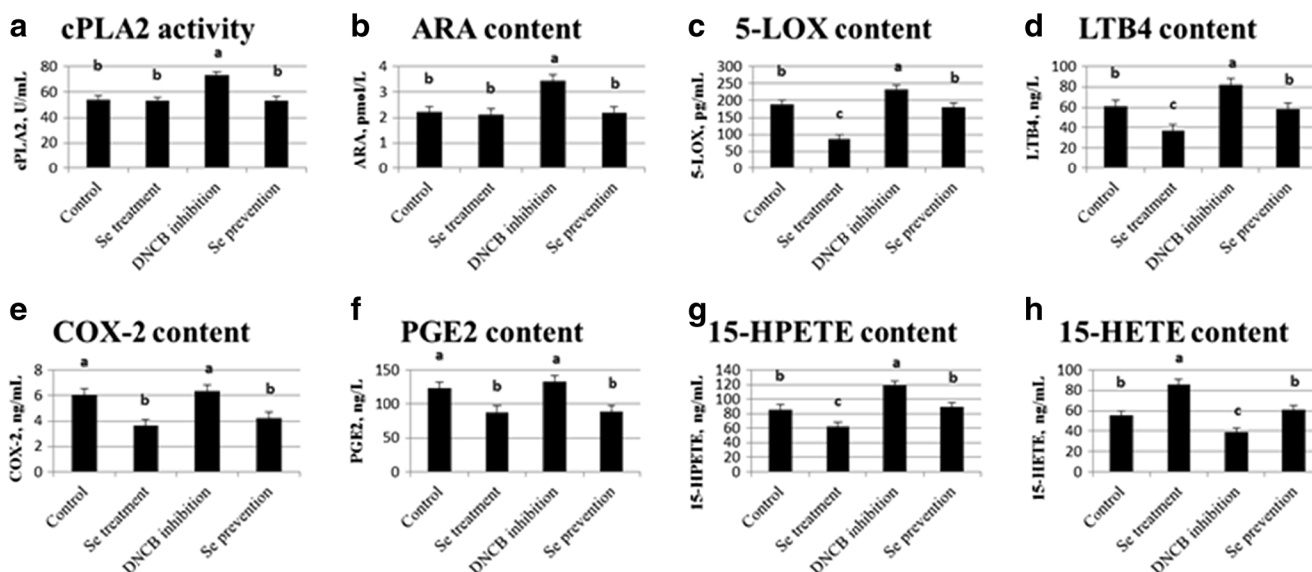 a cPLA2 activity
b b a b
cPLA2, U/mL
80
60
40
20
0
Control
Se treatment
DNCB inhibition
Se prevention
b ARA content
b b a b
ARA, pmol/L
4
3
2
1
0
Control
Se treatment
DNCB inhibition
Se prevention
c 5-LOX content
b c a b
5-LOX, pg/mL
300
250
200
150
100
50
0
Control
Se treatment
DNCB inhibition
Se prevention
d LTB4 content
b c a b
LTB4, ng/L
100
80
60
40
20
0
Control
Se treatment
DNCB inhibition
Se prevention
e COX-2 content
a b a b
COX-2, ng/mL
8
6
4
2
0
Control
Se treatment
DNCB inhibition
Se prevention
f PGE2 content
a b a b
PGE2, ng/L
150
100
50
0
Control
Se treatment
DNCB inhibition
Se prevention
g 15-HPETE content
b c a b
15-HPETE, ng/mL
140
120
100
80
60
40
20
0
Control
Se treatment
DNCB inhibition
Se prevention
h 15-HETE content
b a c b
15-HETE, ng/mL
100
80
60
40
20
0
Control
Se treatment
DNCB inhibition
Se prevention